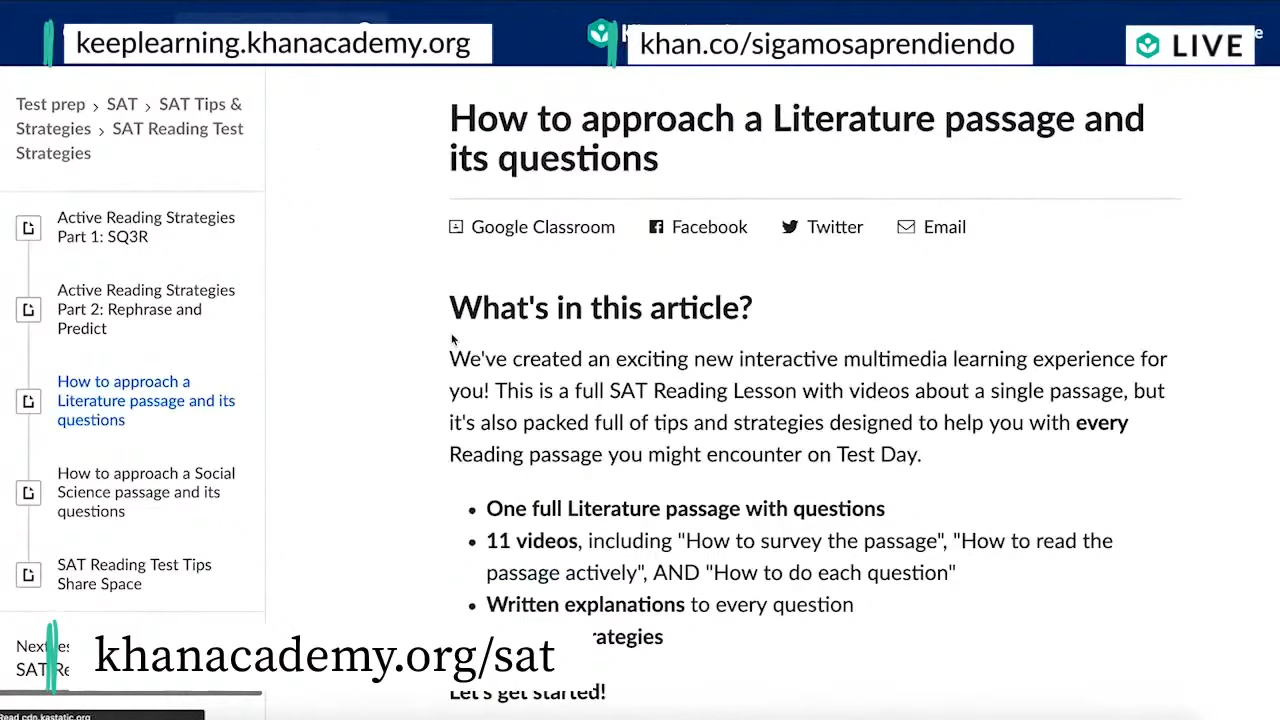 keeplearning.khanacademy.org
khan.co/sigamosaprendiendo
LIVE
Test prep > SAT > SAT Tips &
Strategies > SAT Reading Test
Strategies
Active Reading Strategies
Part 1: SQ3R
Active Reading Strategies
Part 2: Rephrase and
Predict
How to approach a
Literature passage and its
questions
How to approach a Social
Science passage and its
questions
SAT Reading Test Tips
Share Space
SAT
khanacademy.org/sat
Read cdn.kastatic.org
How to approach a Literature passage and
its questions
Google Classroom
Facebook
Twitter
Email
What's in this article?
We've created an exciting new interactive multimedia learning experience for
you! This is a full SAT Reading Lesson with videos about a single passage, but
it's also packed full of tips and strategies designed to help you with every
Reading passage you might encounter on Test Day.
• One full Literature passage with questions
• 11 videos, including "How to survey the passage", "How to read the
passage actively", AND "How to do each question"
• Written explanations to every question
Let's get started!